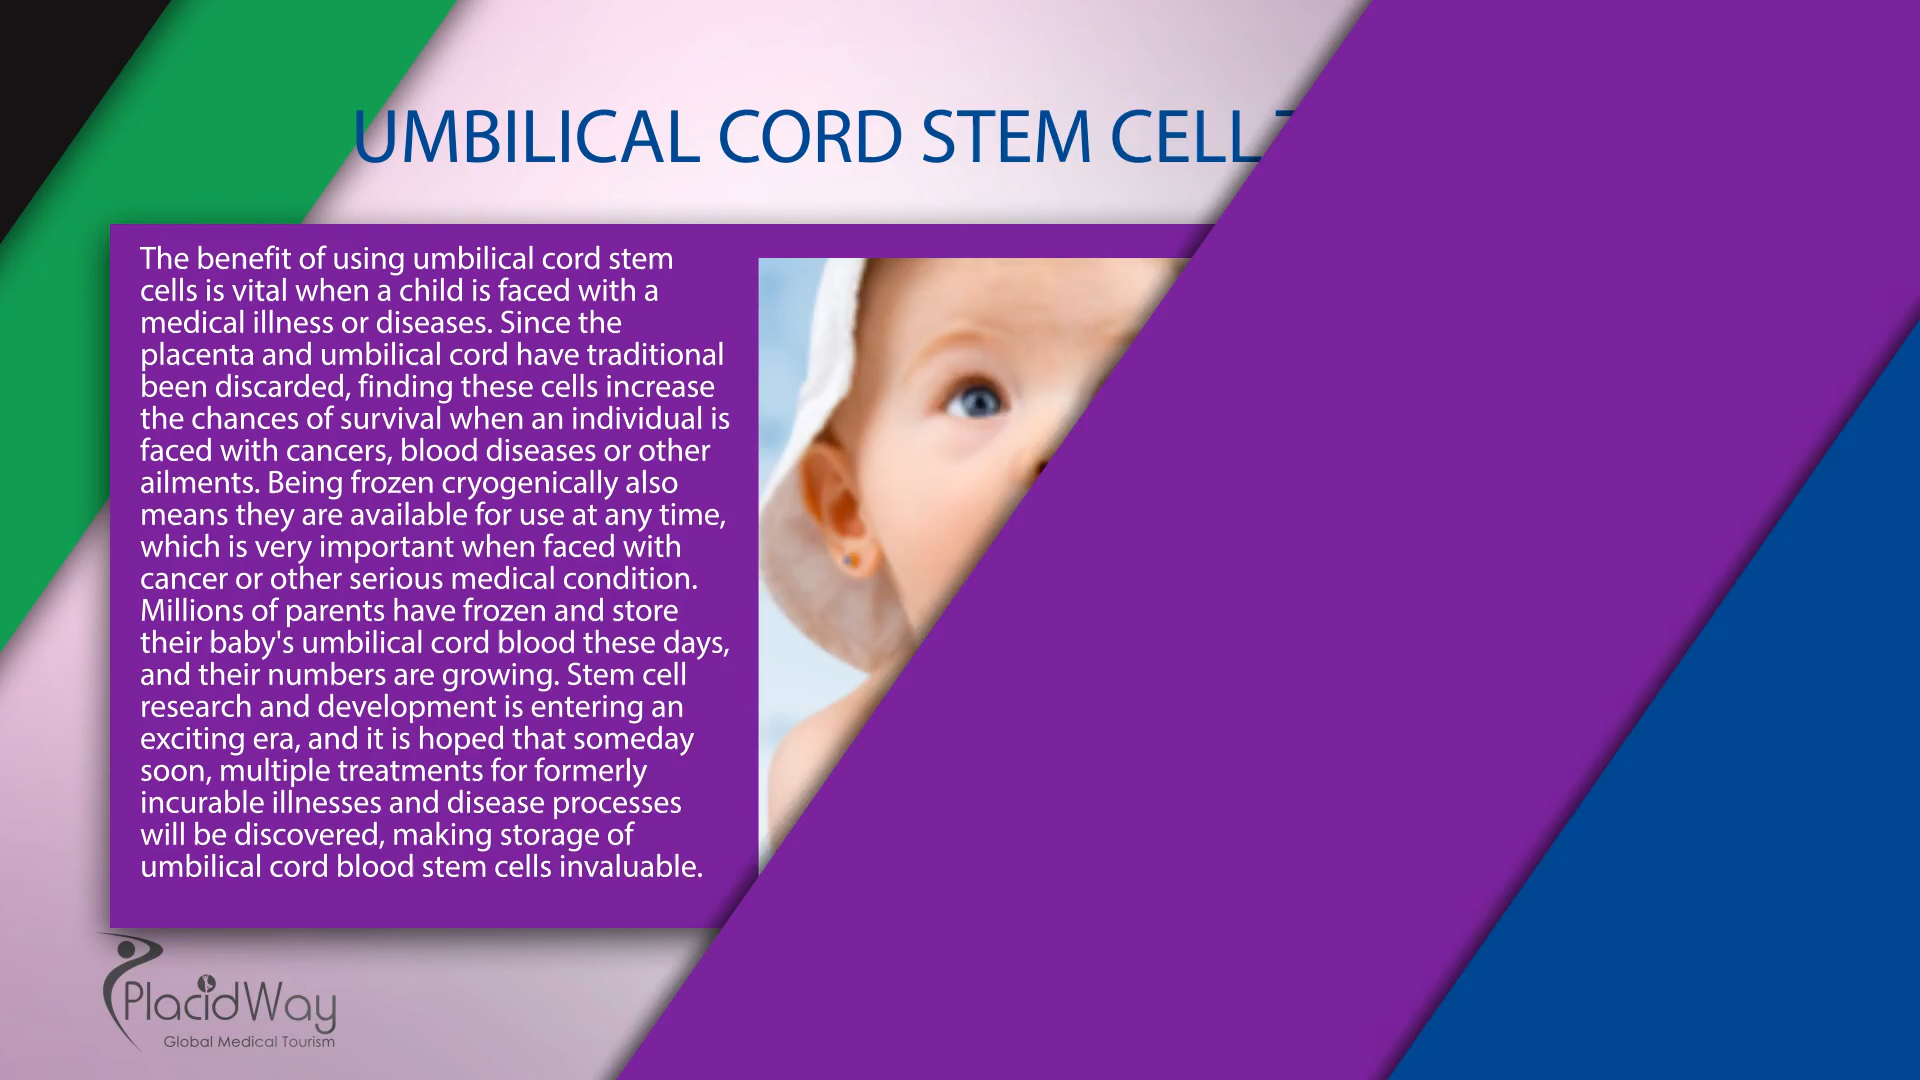 UMBILICAL CORD STEM CELL
The benefit of using umbilical cord stem
cells is vital when a child is faced with a
medical illness or diseases. Since the
placenta and umbilical cord have traditional
been discarded, finding these cells increase
the chances of survival when an individual is
faced with cancers, blood diseases or other
ailments. Being frozen cryogenically also
means they are available for use at any time,
which is very important when faced with
cancer or other serious medical condition.
Millions of parents have frozen and store
their baby's umbilical cord blood these days,
and their numbers are growing. Stem cell
research and development is entering an
exciting era, and it is hoped that someday
soon, multiple treatments for formerly
incurable illnesses and disease processes
will be discovered, making storage of
umbilical cord blood stem cells invaluable.
PlacidWay
Global Medical Tourism